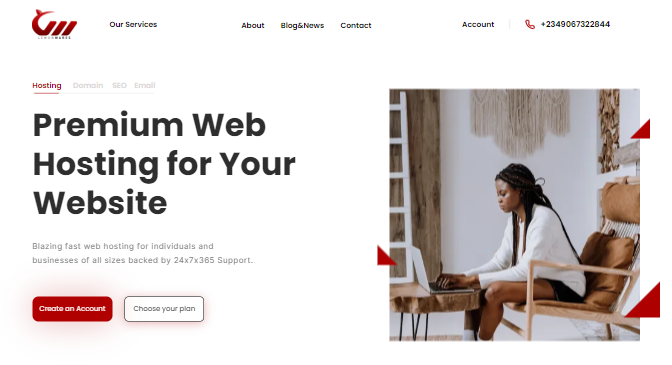 Our Services
About
Blog&News
Contact
Account
+2349067322844
Hosting
Domain
SEO
Email
Premium Web
Hosting for Your
Website
Blazing fast web hosting for individuals and
businesses of all sizes backed by 24x7x365 Support.
Create an Account
Choose your plan